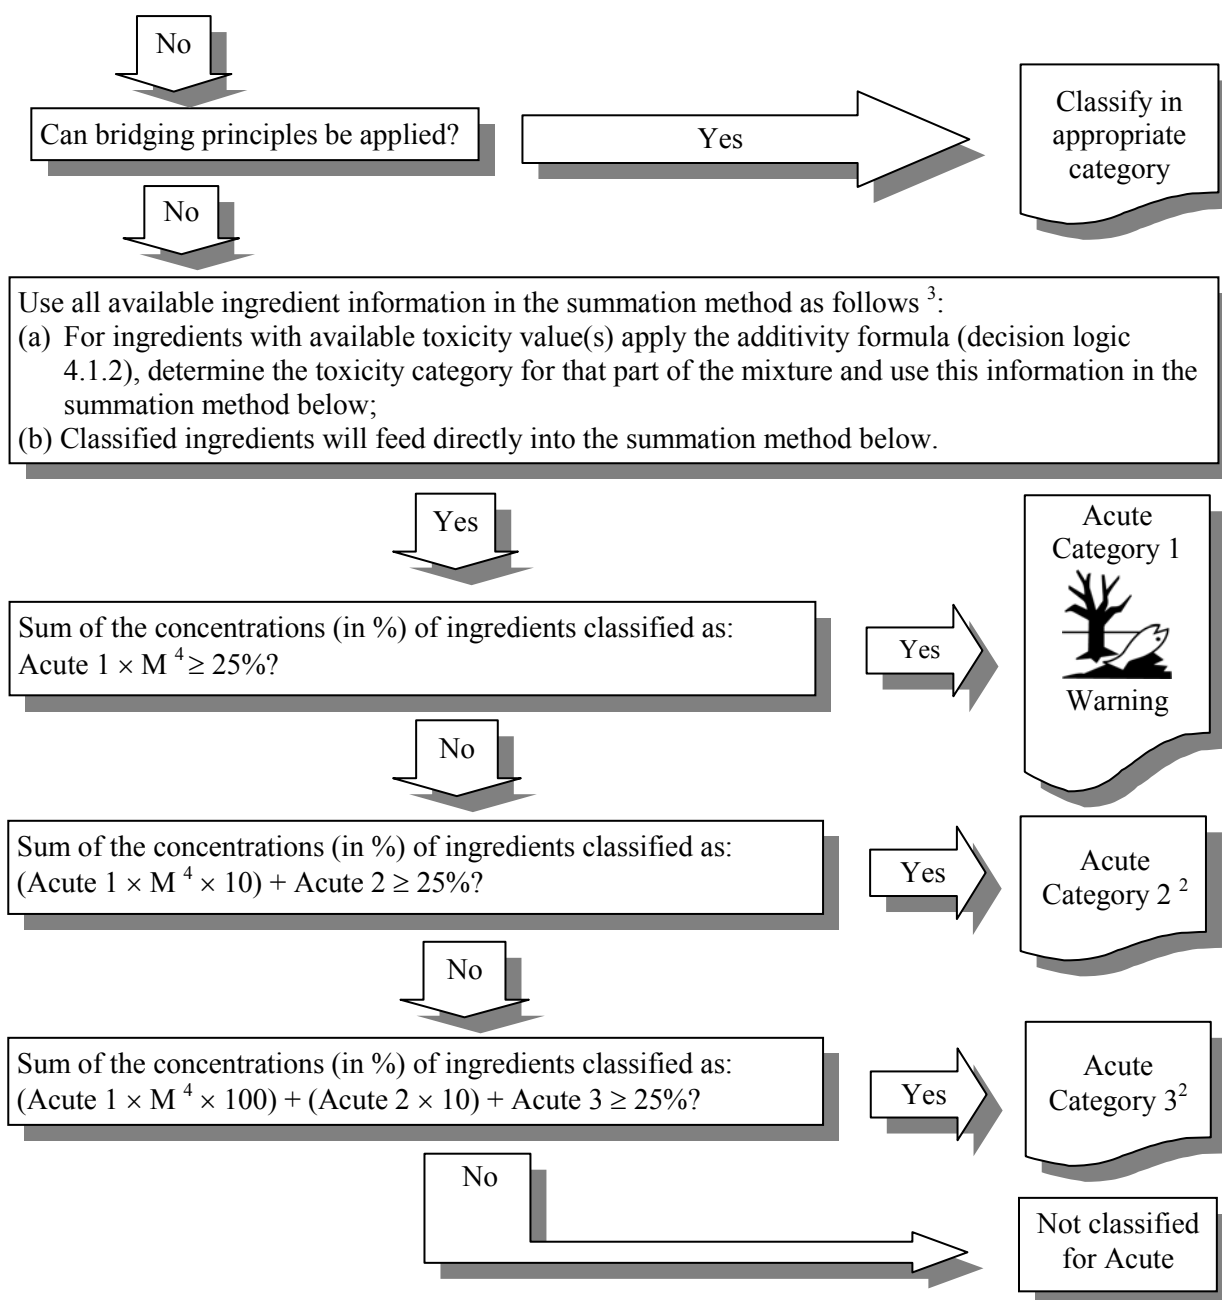 No
Can bridging principles be applied?
Yes
Classify in
appropriate
category
No
Use all available ingredient information in the summation method as follows ³:
(a) For ingredients with available toxicity value(s) apply the additivity formula (decision logic
4.1.2), determine the toxicity category for that part of the mixture and use this information in the
summation method below;
(b) Classified ingredients will feed directly into the summation method below.
Yes
Sum of the concentrations (in %) of ingredients classified as:
Acute 1 × M ⁴ ≥ 25%?
Yes
Acute
Category 1
Warning
No
Sum of the concentrations (in %) of ingredients classified as:
(Acute 1 × M ⁴ × 10) + Acute 2 ≥ 25%?
Yes
Acute
Category 2 ²
No
Sum of the concentrations (in %) of ingredients classified as:
(Acute 1 × M ⁴ × 100) + (Acute 2 × 10) + Acute 3 ≥ 25%?
Yes
Acute
Category 3²
No
Not classified
for Acute